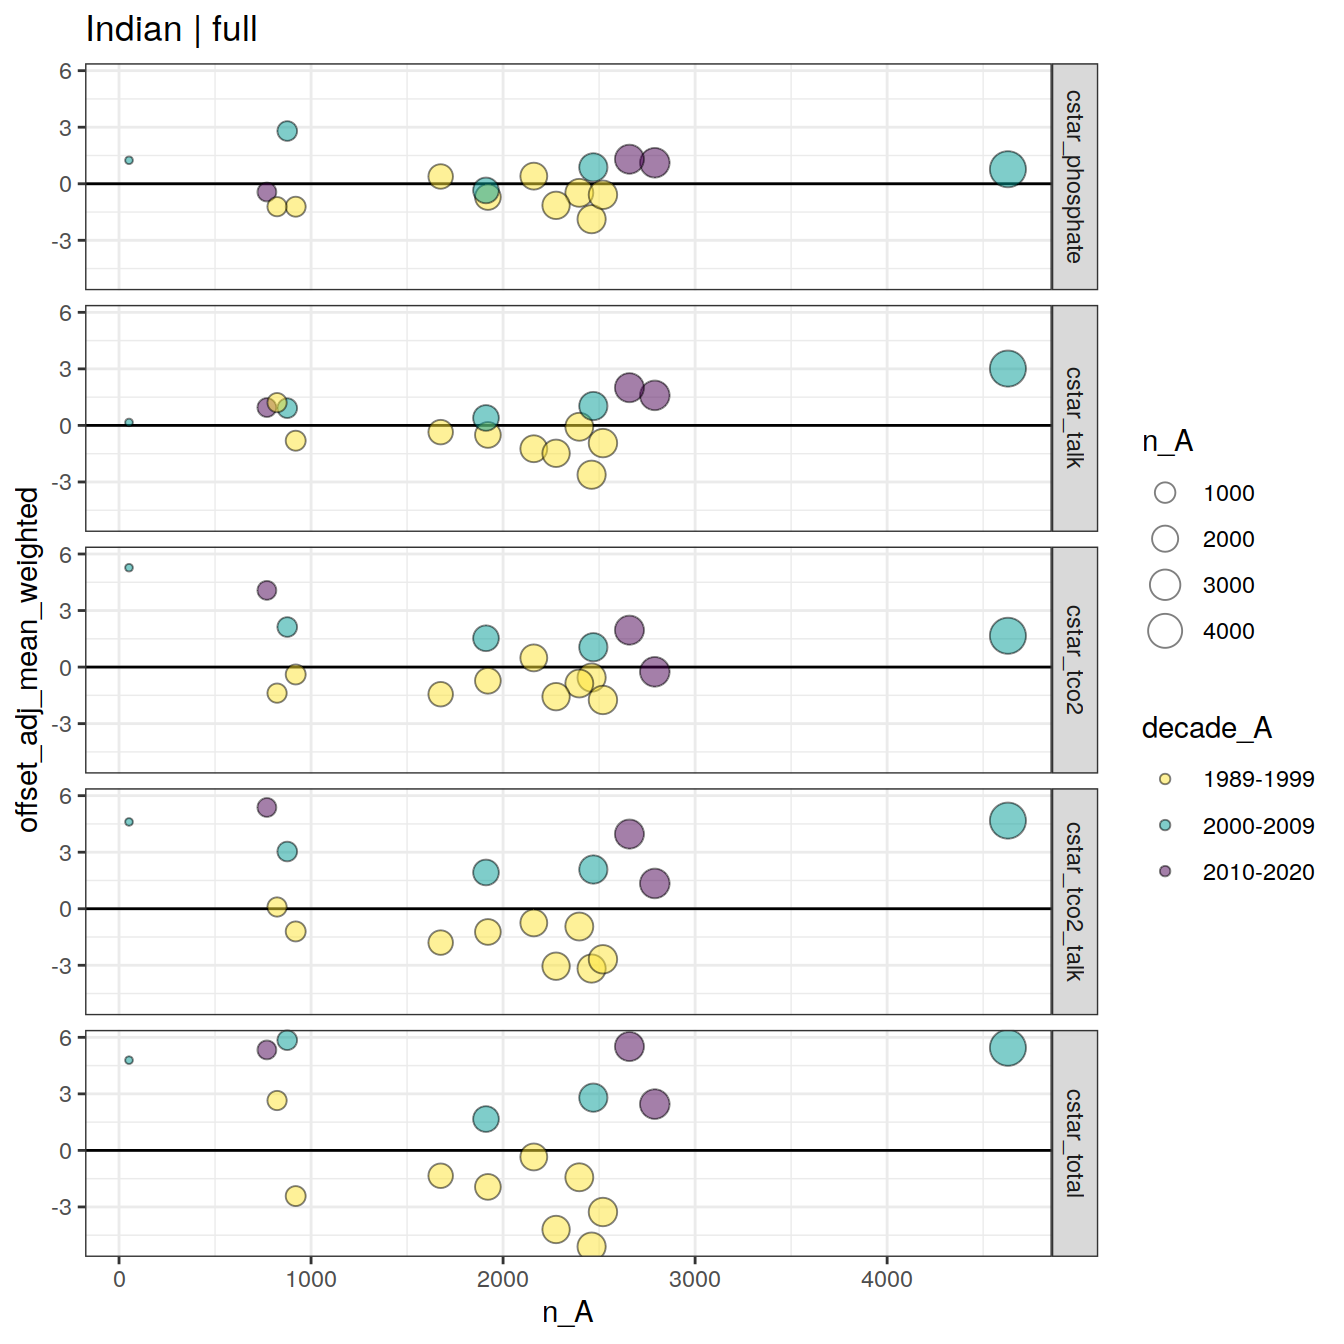 Indian | full
offset_adj_mean_weighted
6
3
0
-3
cstar_phosphate
6
3
0
-3
cstar_talk
6
3
0
-3
cstar_tco2
6
3
0
-3
cstar_tco2_talk
6
3
0
-3
cstar_total
0 1000 2000 3000 4000
n_A
n_A
1000
2000
3000
4000
decade_A
1989-1999
2000-2009
2010-2020